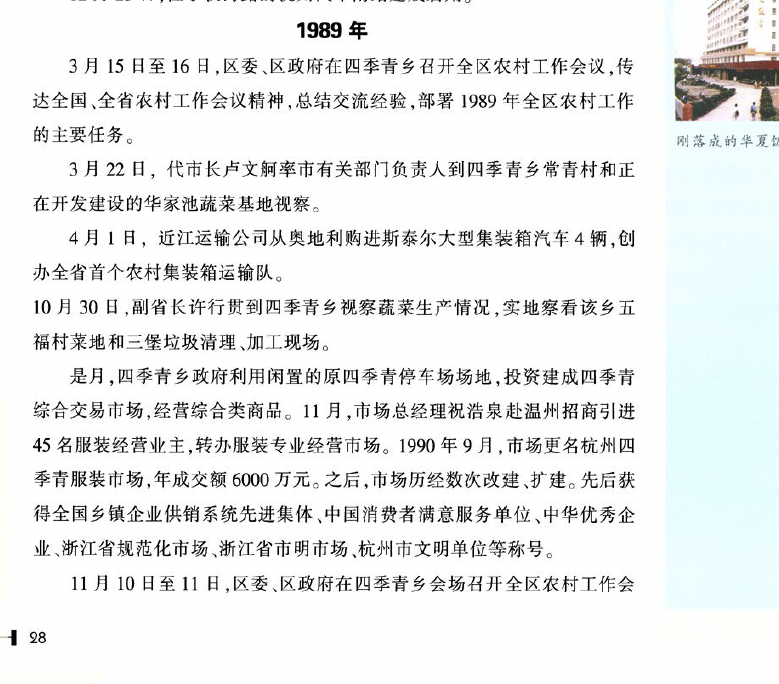 1989 年
3 月 15 日至 16 日,区委、区政府在四季青乡召开全区农村工作会议,传
达全国、全省农村工作会议精神,总结交流经验,部署 1989 年全区农村工作
的主要任务。
3 月 22 日, 代市长卢文舸率市有关部门负责人到四季青乡常青村和正
在开发建设的华家池蔬菜基地视察。
4 月 1 日, 近江运输公司从奥地利购进斯泰尔大型集装箱汽车 4 辆,创
办全省首个农村集装箱运输队。
10 月 30 日,副省长许行贯到四季青乡视察蔬菜生产情况,实地察看该乡五
福村菜地和三堡垃圾清理、加工现场。
是月,四季青乡政府利用闲置的原四季青停车场场地,投资建成四季青
综合交易市场,经营综合类商品。11 月,市场总经理祝浩泉赴温州招商引进
45 名服装经营业主,转办服装专业经营市场。1990 年 9 月,市场更名杭州四
季青服装市场,年成交额 6000 万元。之后,市场历经数次改建、扩建。先后获
得全国乡镇企业供销系统先进集体、中国消费者满意服务单位、中华优秀企
业、浙江省规范化市场、浙江省市明市场、杭州市文明单位等称号。
11 月 10 日至 11 日,区委、区政府在四季青乡会场召开全区农村工作会
28
刚落成的华夏